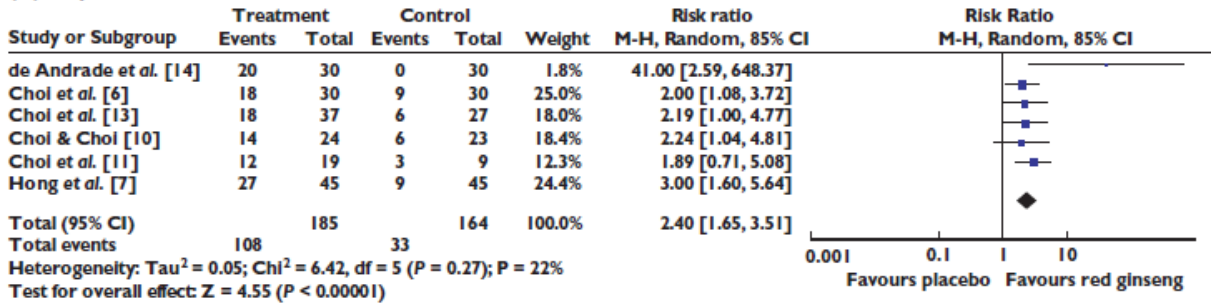 Treatment Control Risk ratio Risk Ratio
Study or Subgroup Events Total Events Total Weight M-H, Random, 85% CI M-H, Random, 85% CI
de Andrade et al. [14] 20 30 0 30 1.8% 41.00 [2.59, 648.37]
Choi et al. [6] 18 30 9 30 25.0% 2.00 [1.08, 3.72]
Choi et al. [13] 18 37 6 27 18.0% 2.19 [1.00, 4.77]
Choi & Choi [10] 14 24 6 23 18.4% 2.24 [1.04, 4.81]
Choi et al. [11] 12 19 3 9 12.3% 1.89 [0.71, 5.08]
Hong et al. [7] 27 45 9 45 24.4% 3.00 [1.60, 5.64]
Total (95% CI) 185 164 100.0% 2.40 [1.65, 3.51]
Total events 108 33
Heterogeneity: Tau² = 0.05; Chi² = 6.42, df = 5 (P = 0.27); P = 22%
Test for overall effect: Z = 4.55 (P < 0.00001)
0.001 0.1 1 10
Favours placebo Favours red ginseng